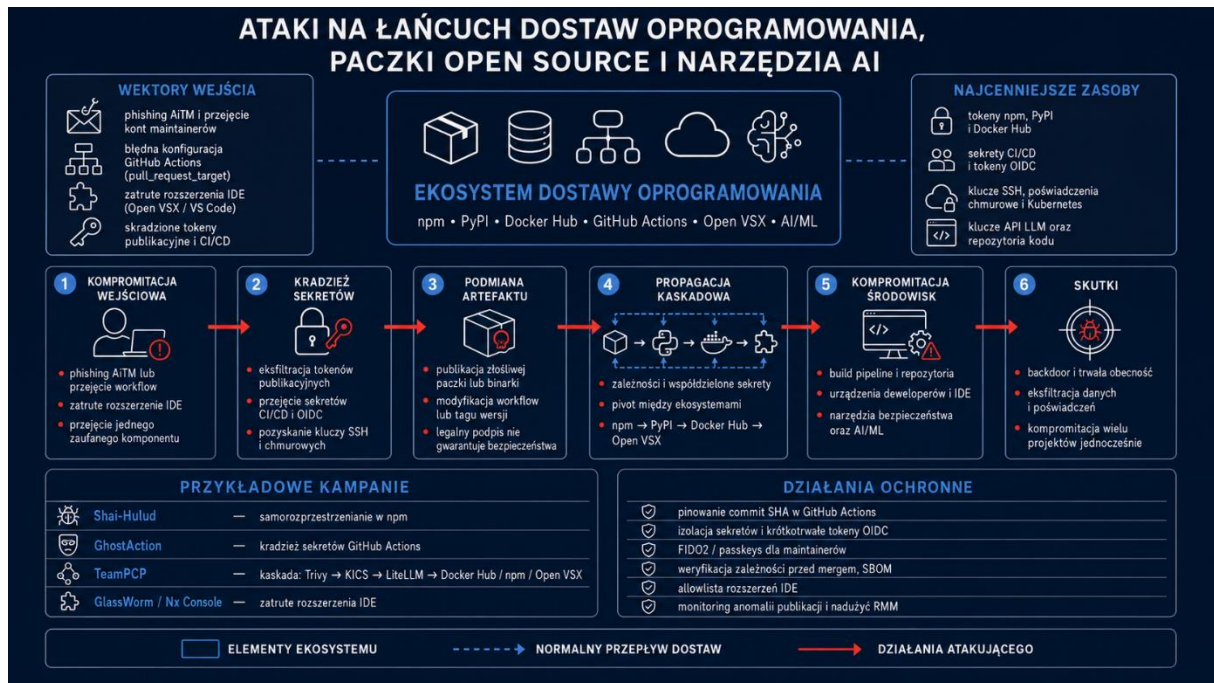 ATAKI NA ŁAŃCUCH DOSTAW OPROGRAMOWANIA,
PACZKI OPEN SOURCE I NARZĘDZIA AI
WEKTORY WEJŚCIA
phishing AiTM i przejęcie
kont maintainerów
błędna konfiguracja
GitHub Actions
(pull_request_target)
zatrute rozszerzenia IDE
(Open VSX / VS Code)
skradzione tokeny
publikacyjne i CI/CD
EKOSYSTEM DOSTAWY OPROGRAMOWANIA
npm • PyPI • Docker Hub • GitHub Actions • Open VSX • AI/ML
NAJCENNIEJSZE ZASOBY
tokeny npm, PyPI
i Docker Hub
sekrety CI/CD
i tokeny OIDC
klucze SSH, poświadczenia
chmurowe i Kubernetes
</>
klucze API LLM oraz
repozytoria kodu
1 KOMPROMITACJA
WEJŚCIOWA
• phishing AiTM lub
przejęcie workflow
• zatrute rozszerzenie IDE
• przejęcie jednego
zaufanego komponentu
2 KRADZIEŻ
SEKRETÓW
• eksfiltracja tokenów
publikacyjnych
• przejęcie sekretów
CI/CD i OIDC
• pozyskanie kluczy SSH
i chmurowych
3 PODMIANA
ARTEFAKTU
• publikacja złośliwej
paczki lub binarki
• modyfikacja workflow
lub tagu wersji
• legalny podpis nie
gwarantuje bezpieczeństwa
4 PROPAGACJA
KASKADOWA
• zależności i współdzielone sekrety
• pivot między ekosystemami
• npm → PyPI → Docker Hub →
Open VSX
5 KOMPROMITACJA
ŚRODOWISK
</>
• build pipeline i repozytoria
• urządzenia deweloperów i IDE
• narzędzia bezpieczeństwa
oraz AI/ML
6 SKUTKI
• backdoor i trwała obecność
• eksfiltracja danych
i poświadczeń
• kompromitacja wielu
projektów jednocześnie
PRZYKŁADOWE KAMPANIE
Shai-Hulud — samorozprzestrzenianie w npm
GhostAction — kradzież sekretów GitHub Actions
TeamPCP — kaskada: Trivy → KICS → LiteLLM → Docker Hub / npm / Open VSX
GlassWorm / Nx Console — zatrute rozszerzenia IDE
DZIAŁANIA OCHRONNE
pinowanie commit SHA w GitHub Actions
izolacja sekretów i krótkotrwałe tokeny OIDC
FIDO2 / passkeys dla maintainerów
weryfikacja zależności przed mergem, SBOM
allowlista rozszerzeń IDE
monitoring anomalii publikacji i nadużyć RMM
ELEMENTY EKOSYSTEMU
NORMALNY PRZEPŁYW DOSTAW
DZIAŁANIA ATAKUJĄCEGO